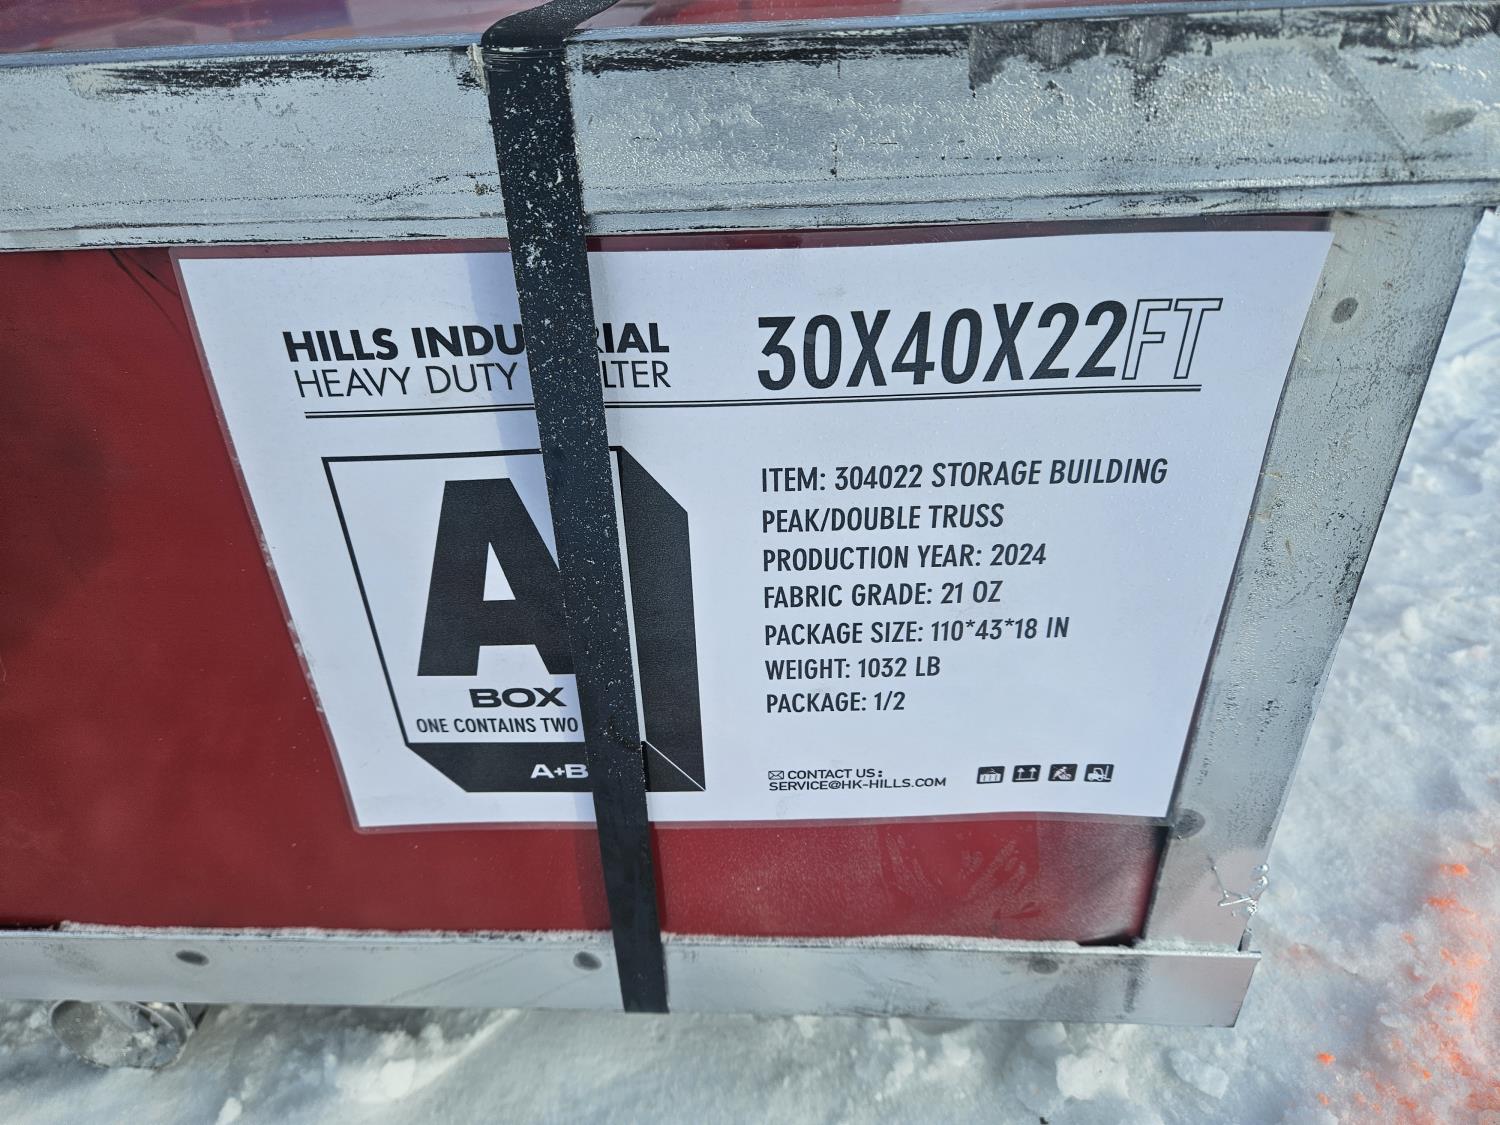 HILLS INDU RIAL
HEAVY DUTY LTER
30X40X22FT
A
BOX
ONE CONTAINS TWO
A+B
ITEM: 304022 STORAGE BUILDING
PEAK/DOUBLE TRUSS
PRODUCTION YEAR: 2024
FABRIC GRADE: 21 OZ
PACKAGE SIZE: 110*43*18 IN
WEIGHT: 1032 LB
PACKAGE: 1/2
CONTACT US:
SERVICE@HK-HILLS.COM